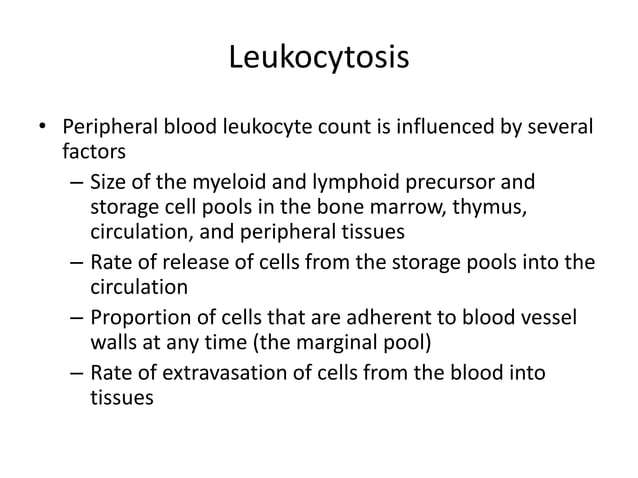 Leukocytosis
• Peripheral blood leukocyte count is influenced by several
factors
– Size of the myeloid and lymphoid precursor and
storage cell pools in the bone marrow, thymus,
circulation, and peripheral tissues
– Rate of release of cells from the storage pools into the
circulation
– Proportion of cells that are adherent to blood vessel
walls at any time (the marginal pool)
– Rate of extravasation of cells from the blood into
tissues